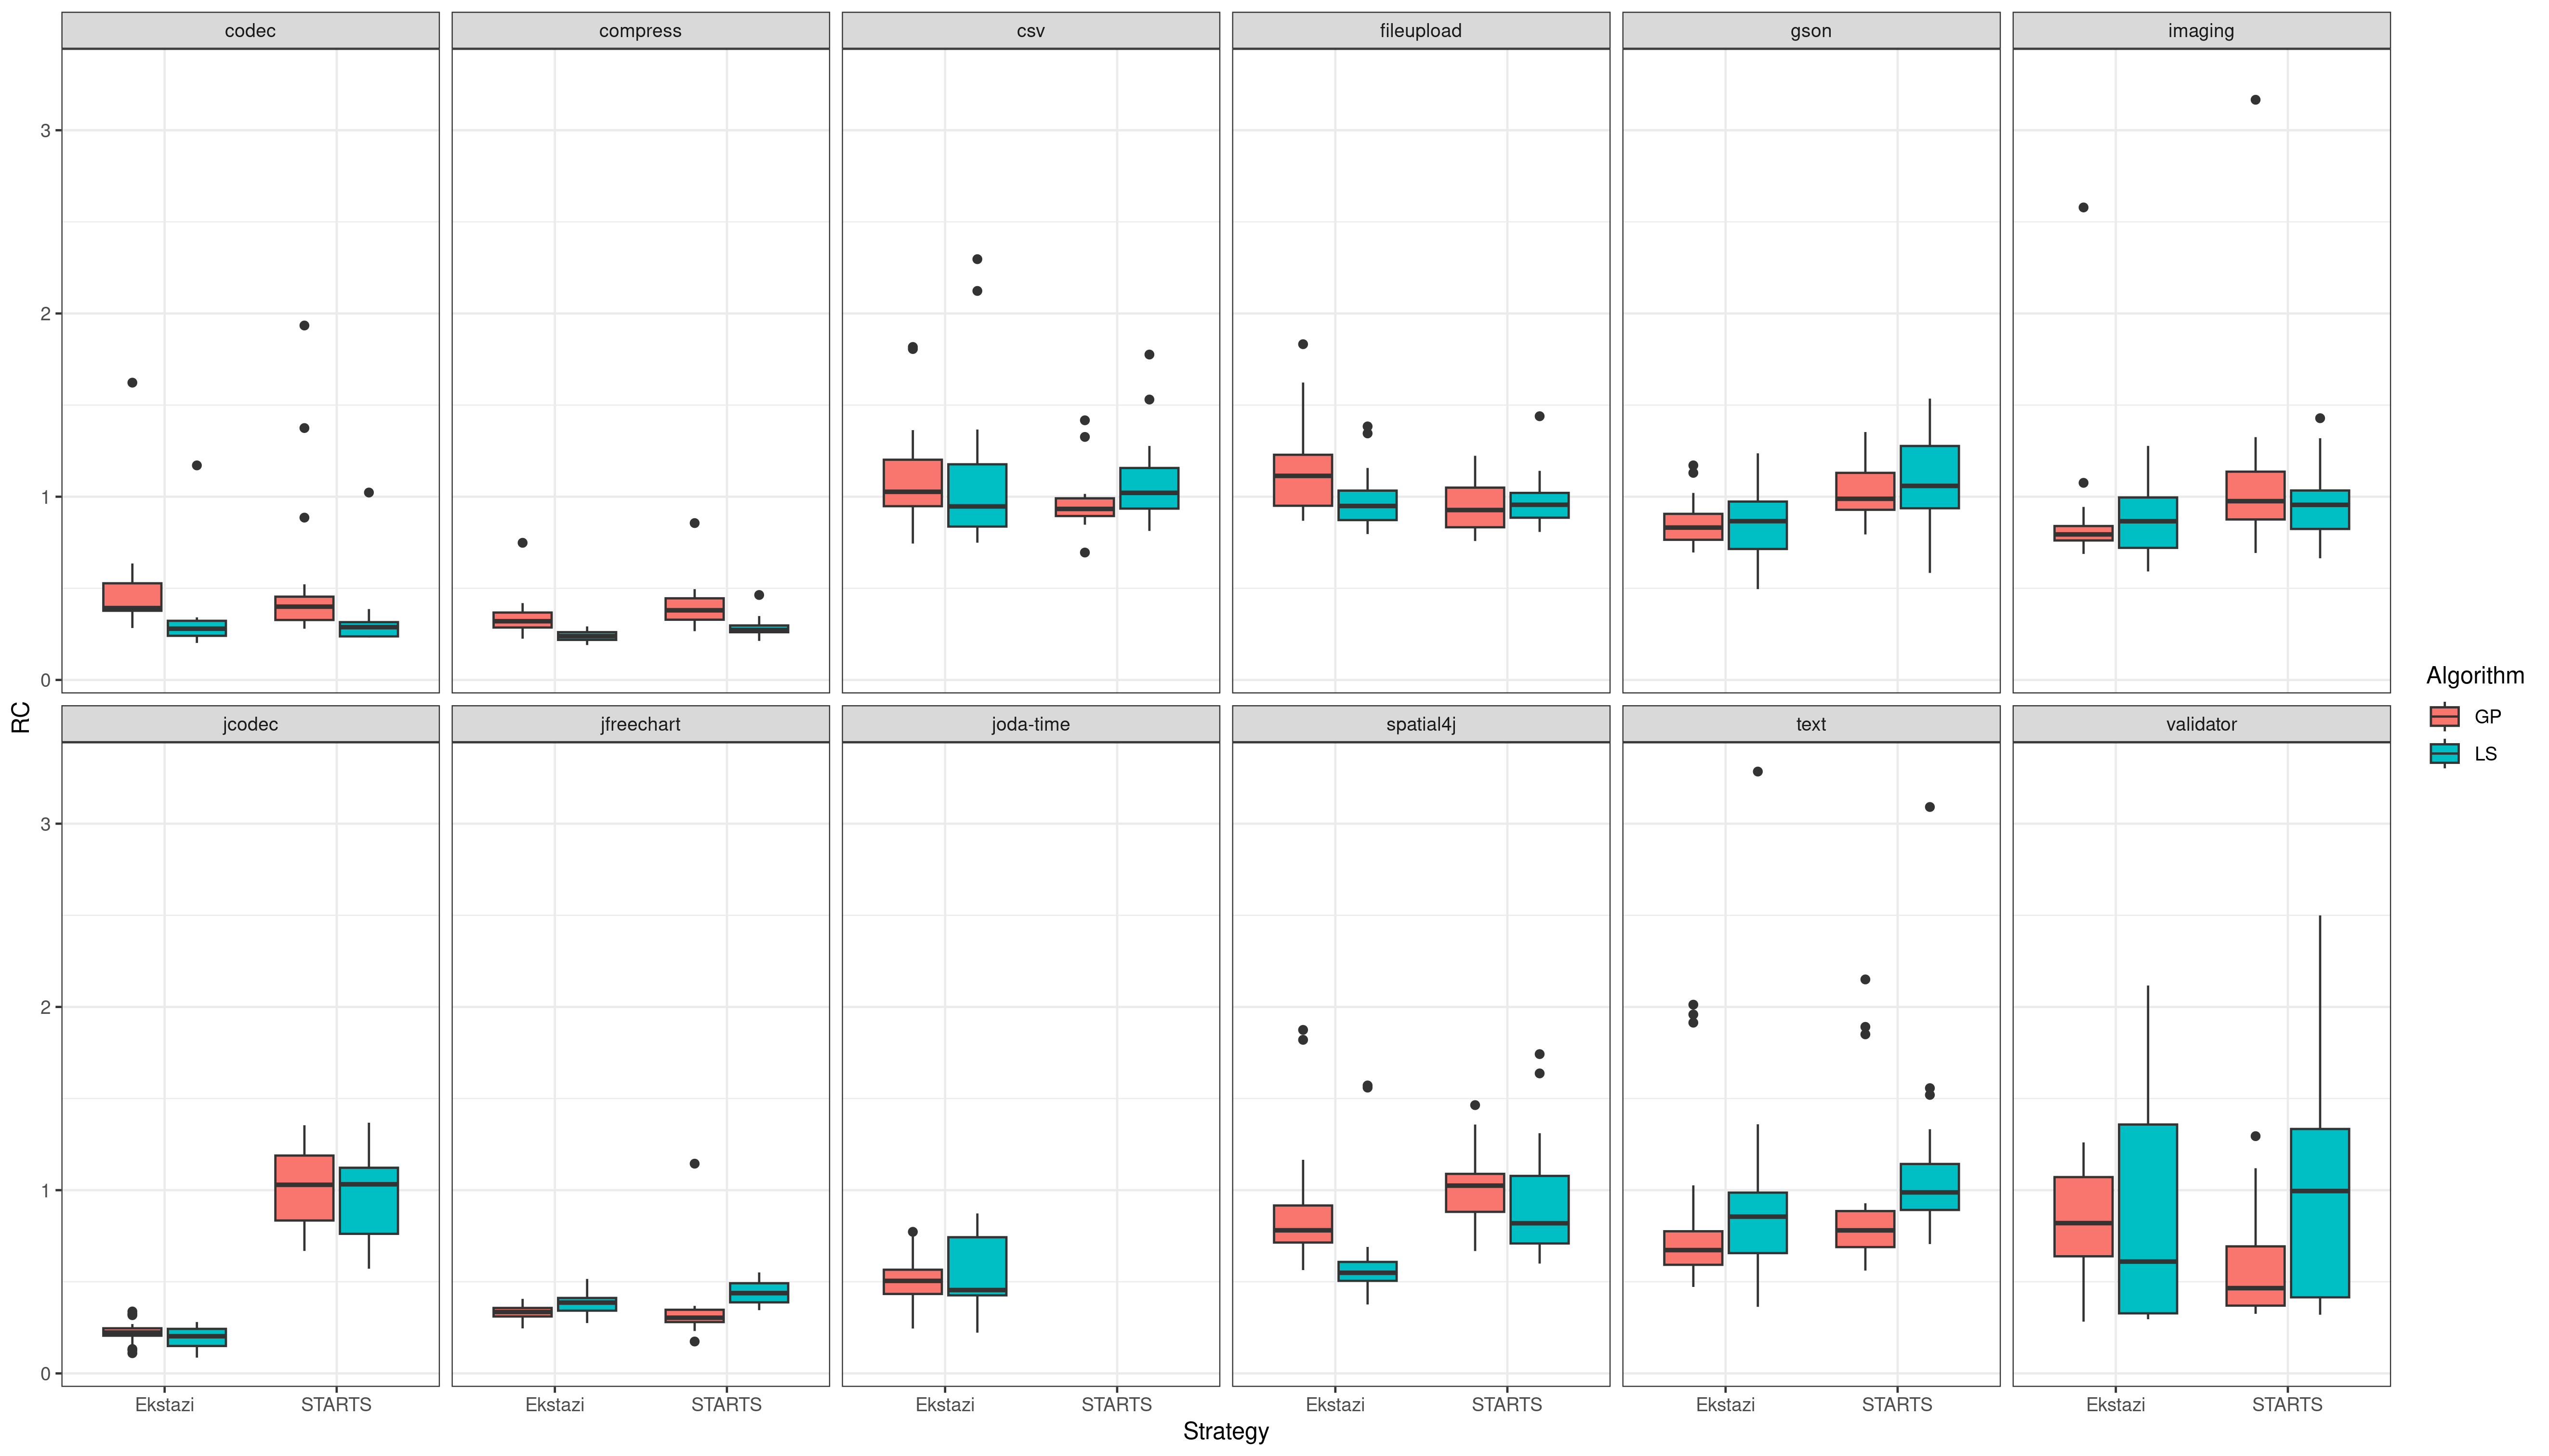 codec compress csv fileupload gson imaging
3
2
1
0
RC
jcodec jfreechart joda-time spatial4j text validator
3
2
1
0
Ekstazi STARTS Ekstazi STARTS Ekstazi STARTS Ekstazi STARTS Ekstazi STARTS Ekstazi STARTS
Strategy
Algorithm
GP
LS